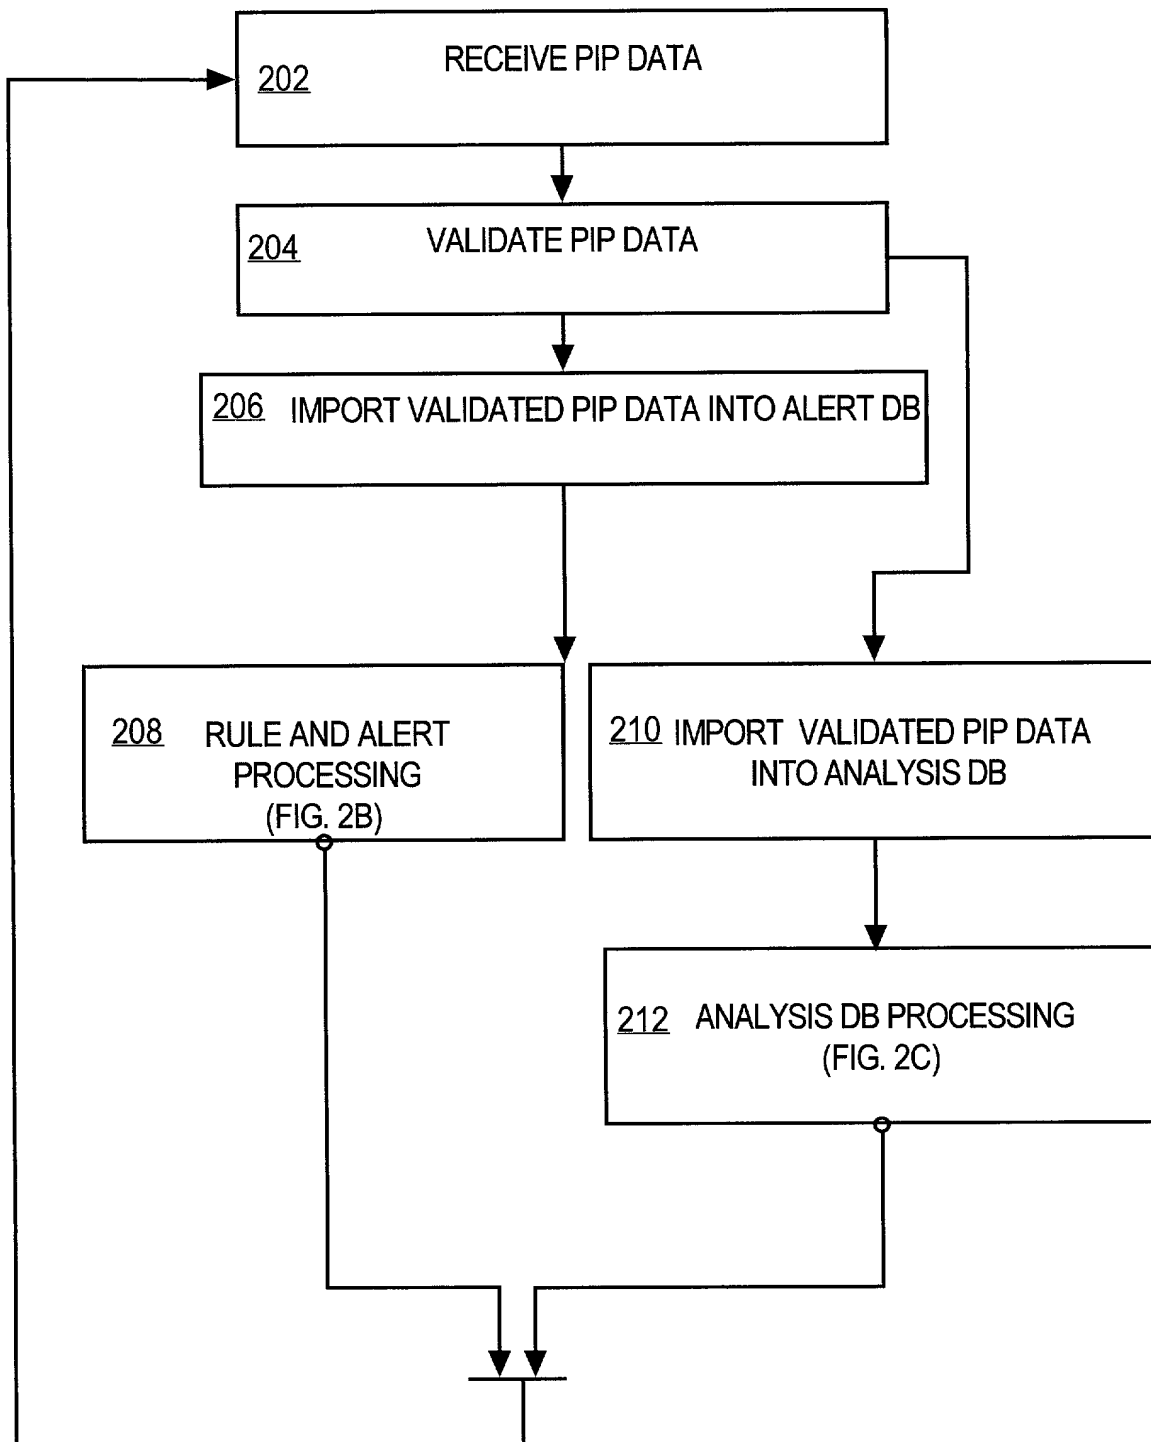 202 RECEIVE PIP DATA
204 VALIDATE PIP DATA
206 IMPORT VALIDATED PIP DATA INTO ALERT DB
208 RULE AND ALERT
PROCESSING
(FIG. 2B)
210 IMPORT VALIDATED PIP DATA
INTO ANALYSIS DB
212 ANALYSIS DB PROCESSING
(FIG. 2C)